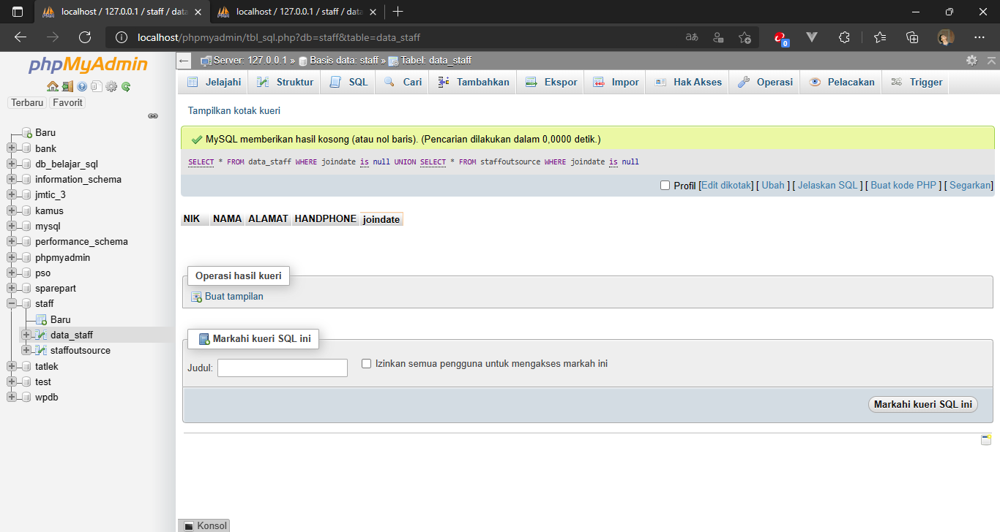 localhost / 127.0.0.1 / staff / data
localhost / 127.0.0.1 / staff / data
localhost/phpmyadmin/tbl_sql.php?db=staff&table=data_staff
aあ
0
phpMyAdmin
Terbaru
Favorit
Baru
bank
db_belajar_sql
information_schema
jmtic_3
kamus
mysql
performance_schema
phpmyadmin
pso
sparepart
staff
Baru
data_staff
staffoutsource
tatlek
test
wpdb
Server: 127.0.0.1 » Basis data: staff » Tabel: data_staff
Jelajahi Struktur SQL Cari Tambahkan Ekspor Impor Hak Akses Operasi Pelacakan Trigger
Tampilkan kotak kueri
MySQL memberikan hasil kosong (atau nol baris). (Pencarian dilakukan dalam 0,0000 detik.)
SELECT * FROM data_staff WHERE joindate is null UNION SELECT * FROM staffoutsource WHERE joindate is null
Profil [Edit dikotak] [ Ubah ] [ Jelaskan SQL ] [ Buat kode PHP ] [ Segarkan]
NIK NAMA ALAMAT HANDPHONE joindate
Operasi hasil kueri
Buat tampilan
Markahi kueri SQL ini
Judul:
Izinkan semua pengguna untuk mengakses markah ini
Markahi kueri SQL ini
Konsol